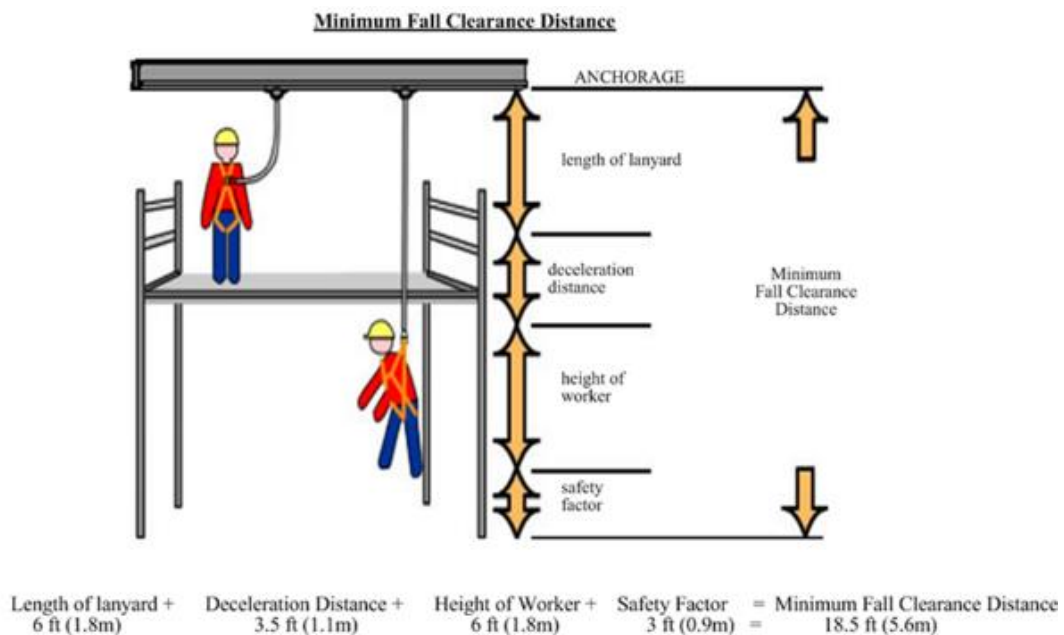 Minimum Fall Clearance Distance
ANCHORAGE
length of lanyard
deceleration
distance
Minimum
Fall Clearance
Distance
height of
worker
safety
factor
Length of lanyard + Deceleration Distance + Height of Worker + Safety Factor = Minimum Fall Clearance Distance
6 ft (1.8m) 3.5 ft (1.1m) 6 ft (1.8m) 3 ft (0.9m) = 18.5 ft (5.6m)